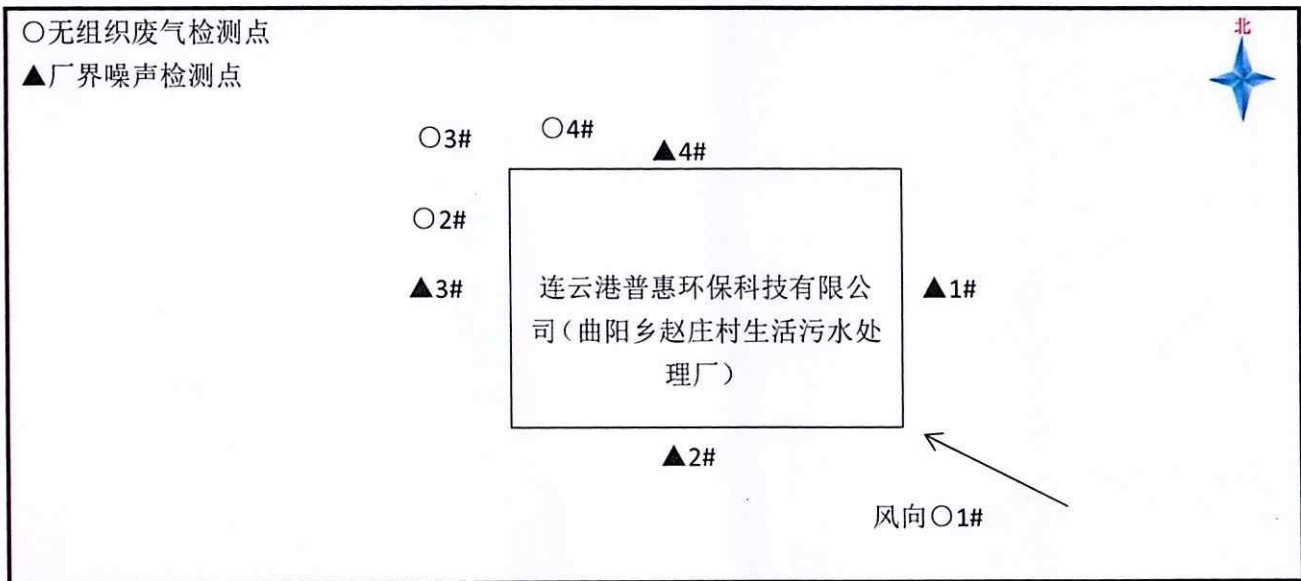 ○无组织废气检测点
北
▲厂界噪声检测点
○3#
○4#
▲4#
○2#
▲3#
连云港普惠环保科技有限公
司（曲阳乡赵庄村生活污水处
理厂）
▲1#
▲2#
风向○1#